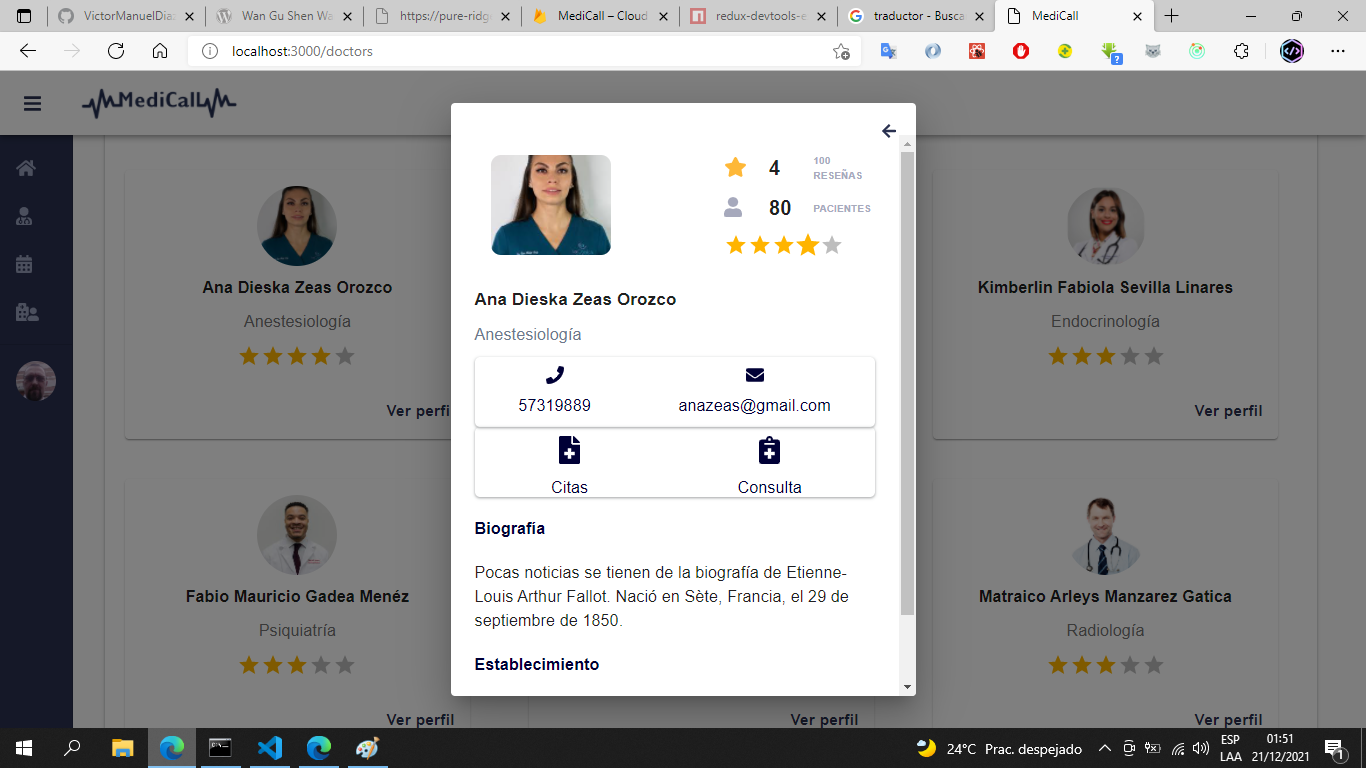 VictorManuelDia
Wan Gu Shen Wa
https://pure-ridge
MediCall – Cloud
redux-devtools-e
traductor - Busca
MediCall
localhost:3000/doctors
MediCall
4
100
RESEÑAS
80
PACIENTES
Ana Dieska Zeas Orozco
Anestesiología
57319889
anazeas@gmail.com
Citas
Consulta
Biografía
Pocas noticias se tienen de la biografía de Etienne-
Louis Arthur Fallot. Nació en Sète, Francia, el 29 de
septiembre de 1850.
Establecimiento
Ana Dieska Zeas Orozco
Anestesiología
Ver perfil
Kimberlin Fabiola Sevilla Linares
Endocrinología
Ver perfil
Fabio Mauricio Gadea Menéz
Psiquiatría
Ver perfil
Ver perfil
Matraico Arleys Manzarez Gatica
Radiología
Ver perfil
24°C Prac. despejado
ESP
LAA
01:51
21/12/2021
1